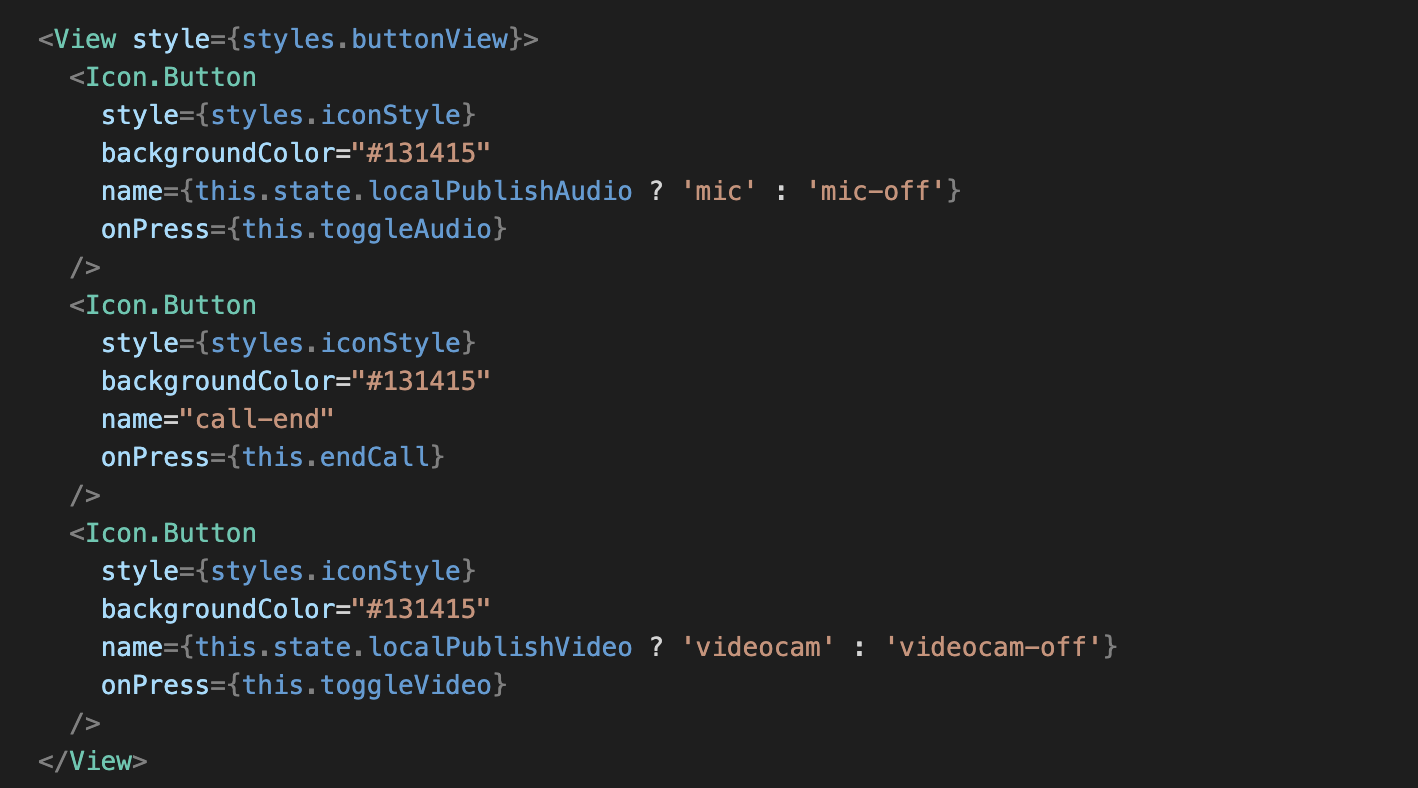 <View style={styles.buttonView}>
  <Icon.Button
    style={styles.iconStyle}
    backgroundColor="#131415"
    name={this.state.localPublishAudio ? 'mic' : 'mic-off'}
    onPress={this.toggleAudio}
  />
  <Icon.Button
    style={styles.iconStyle}
    backgroundColor="#131415"
    name="call-end"
    onPress={this.endCall}
  />
  <Icon.Button
    style={styles.iconStyle}
    backgroundColor="#131415"
    name={this.state.localPublishVideo ? 'videocam' : 'videocam-off'}
    onPress={this.toggleVideo}
  />
</View>